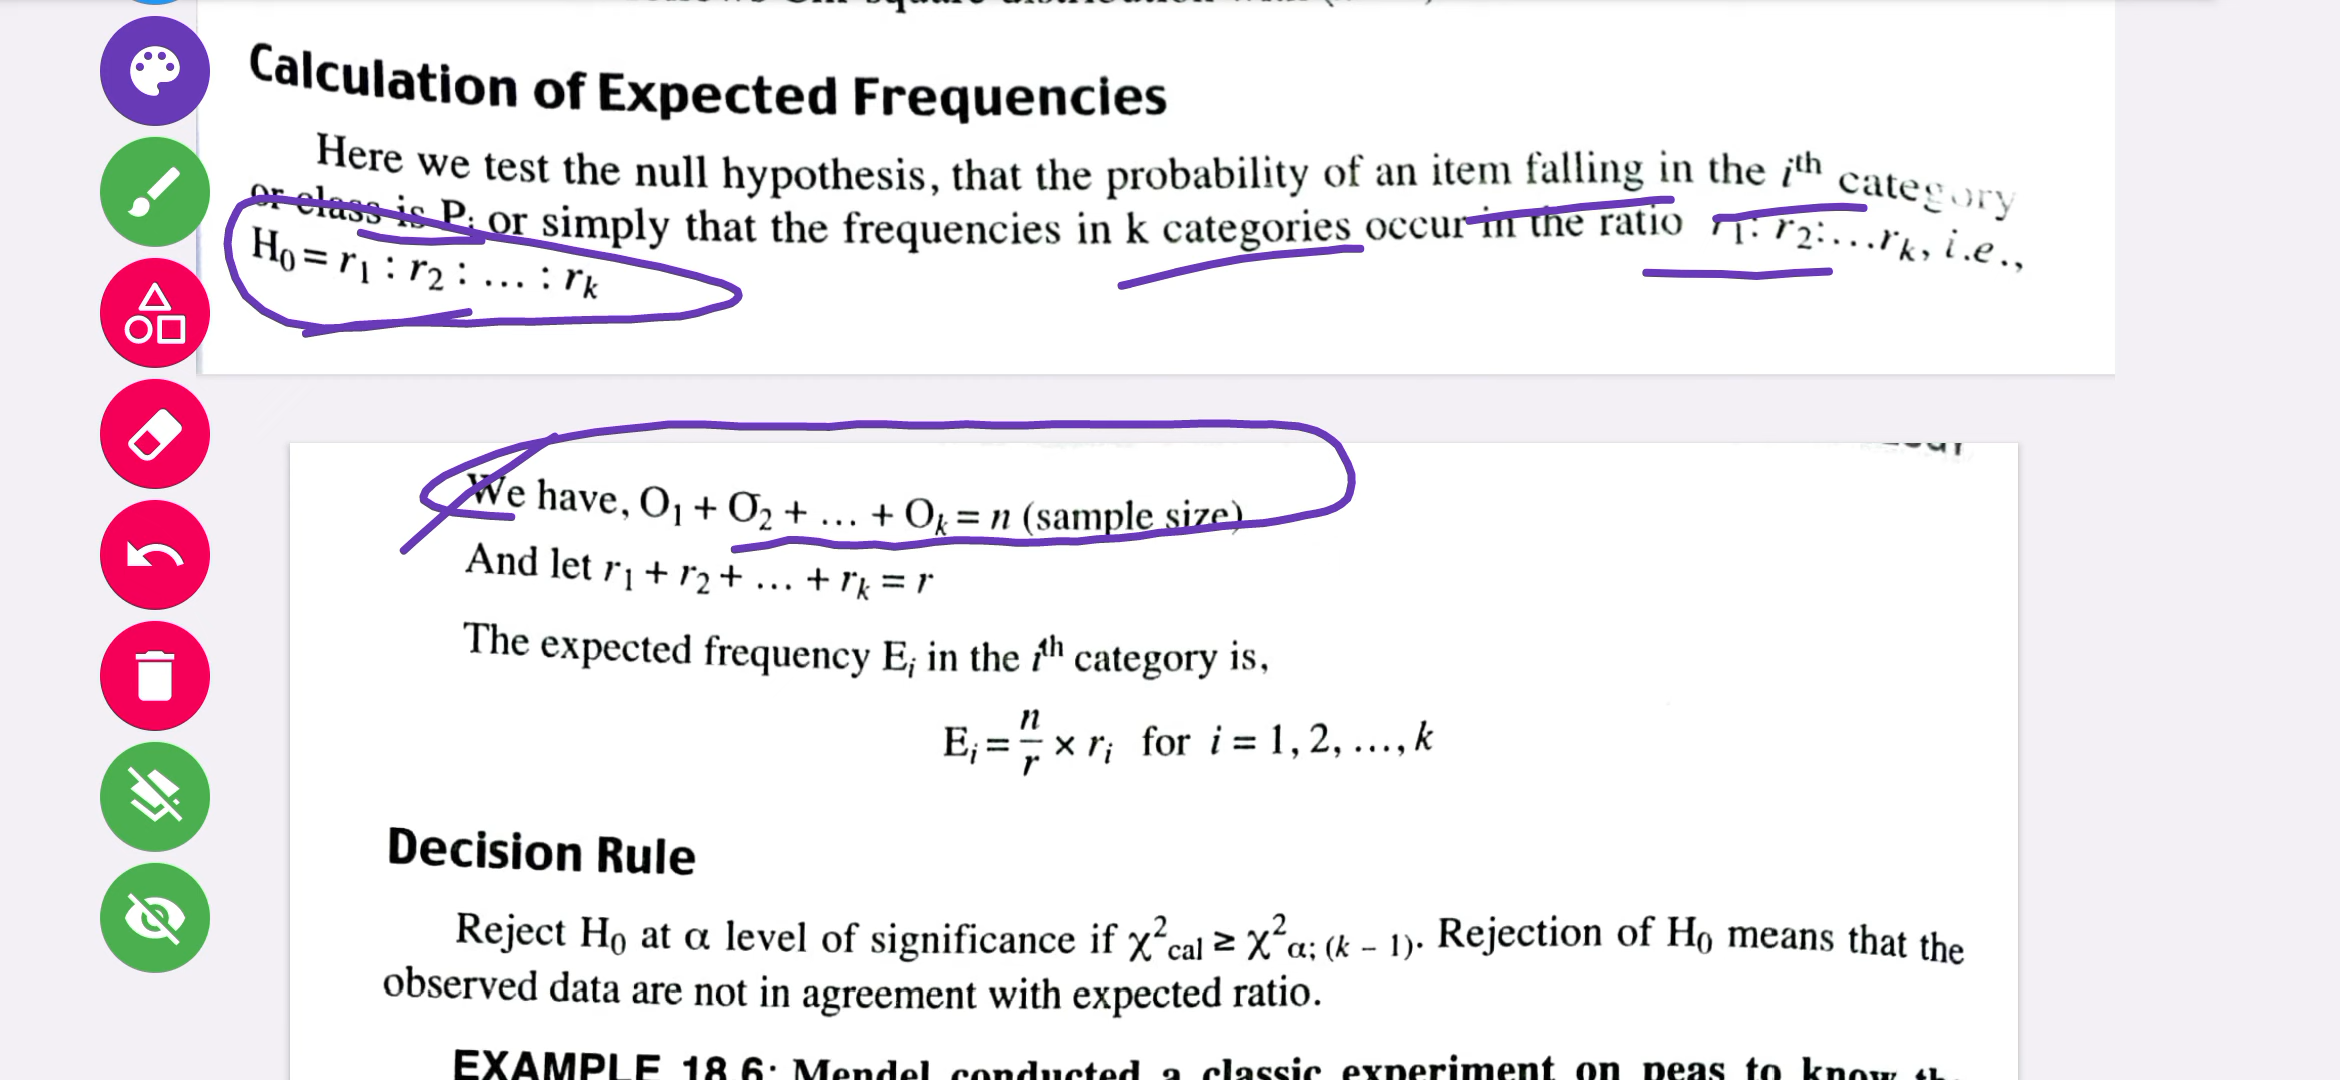 Calculation of Expected Frequencies
Here we test the null hypothesis, that the probability of an item falling in the iᵗʰ category
or class is Pᵢ or simply that the frequencies in k categories occur in the ratio r₁: r₂:...rₖ, i.e.,
H₀ = r₁ : r₂ : ... : rₖ
We have, O₁ + O₂ + ... + Oₖ = n (sample size)
And let r₁ + r₂ + ... + rₖ = r
The expected frequency Eᵢ in the iᵗʰ category is,
Eᵢ = n/r × rᵢ for i = 1, 2, ..., k
Decision Rule
Reject H₀ at α level of significance if χ²cal ≥ χ²α; (k − 1). Rejection of H₀ means that the
observed data are not in agreement with expected ratio.
EXAMPLE 18.6: Mendel conducted a classic experiment on peas to know